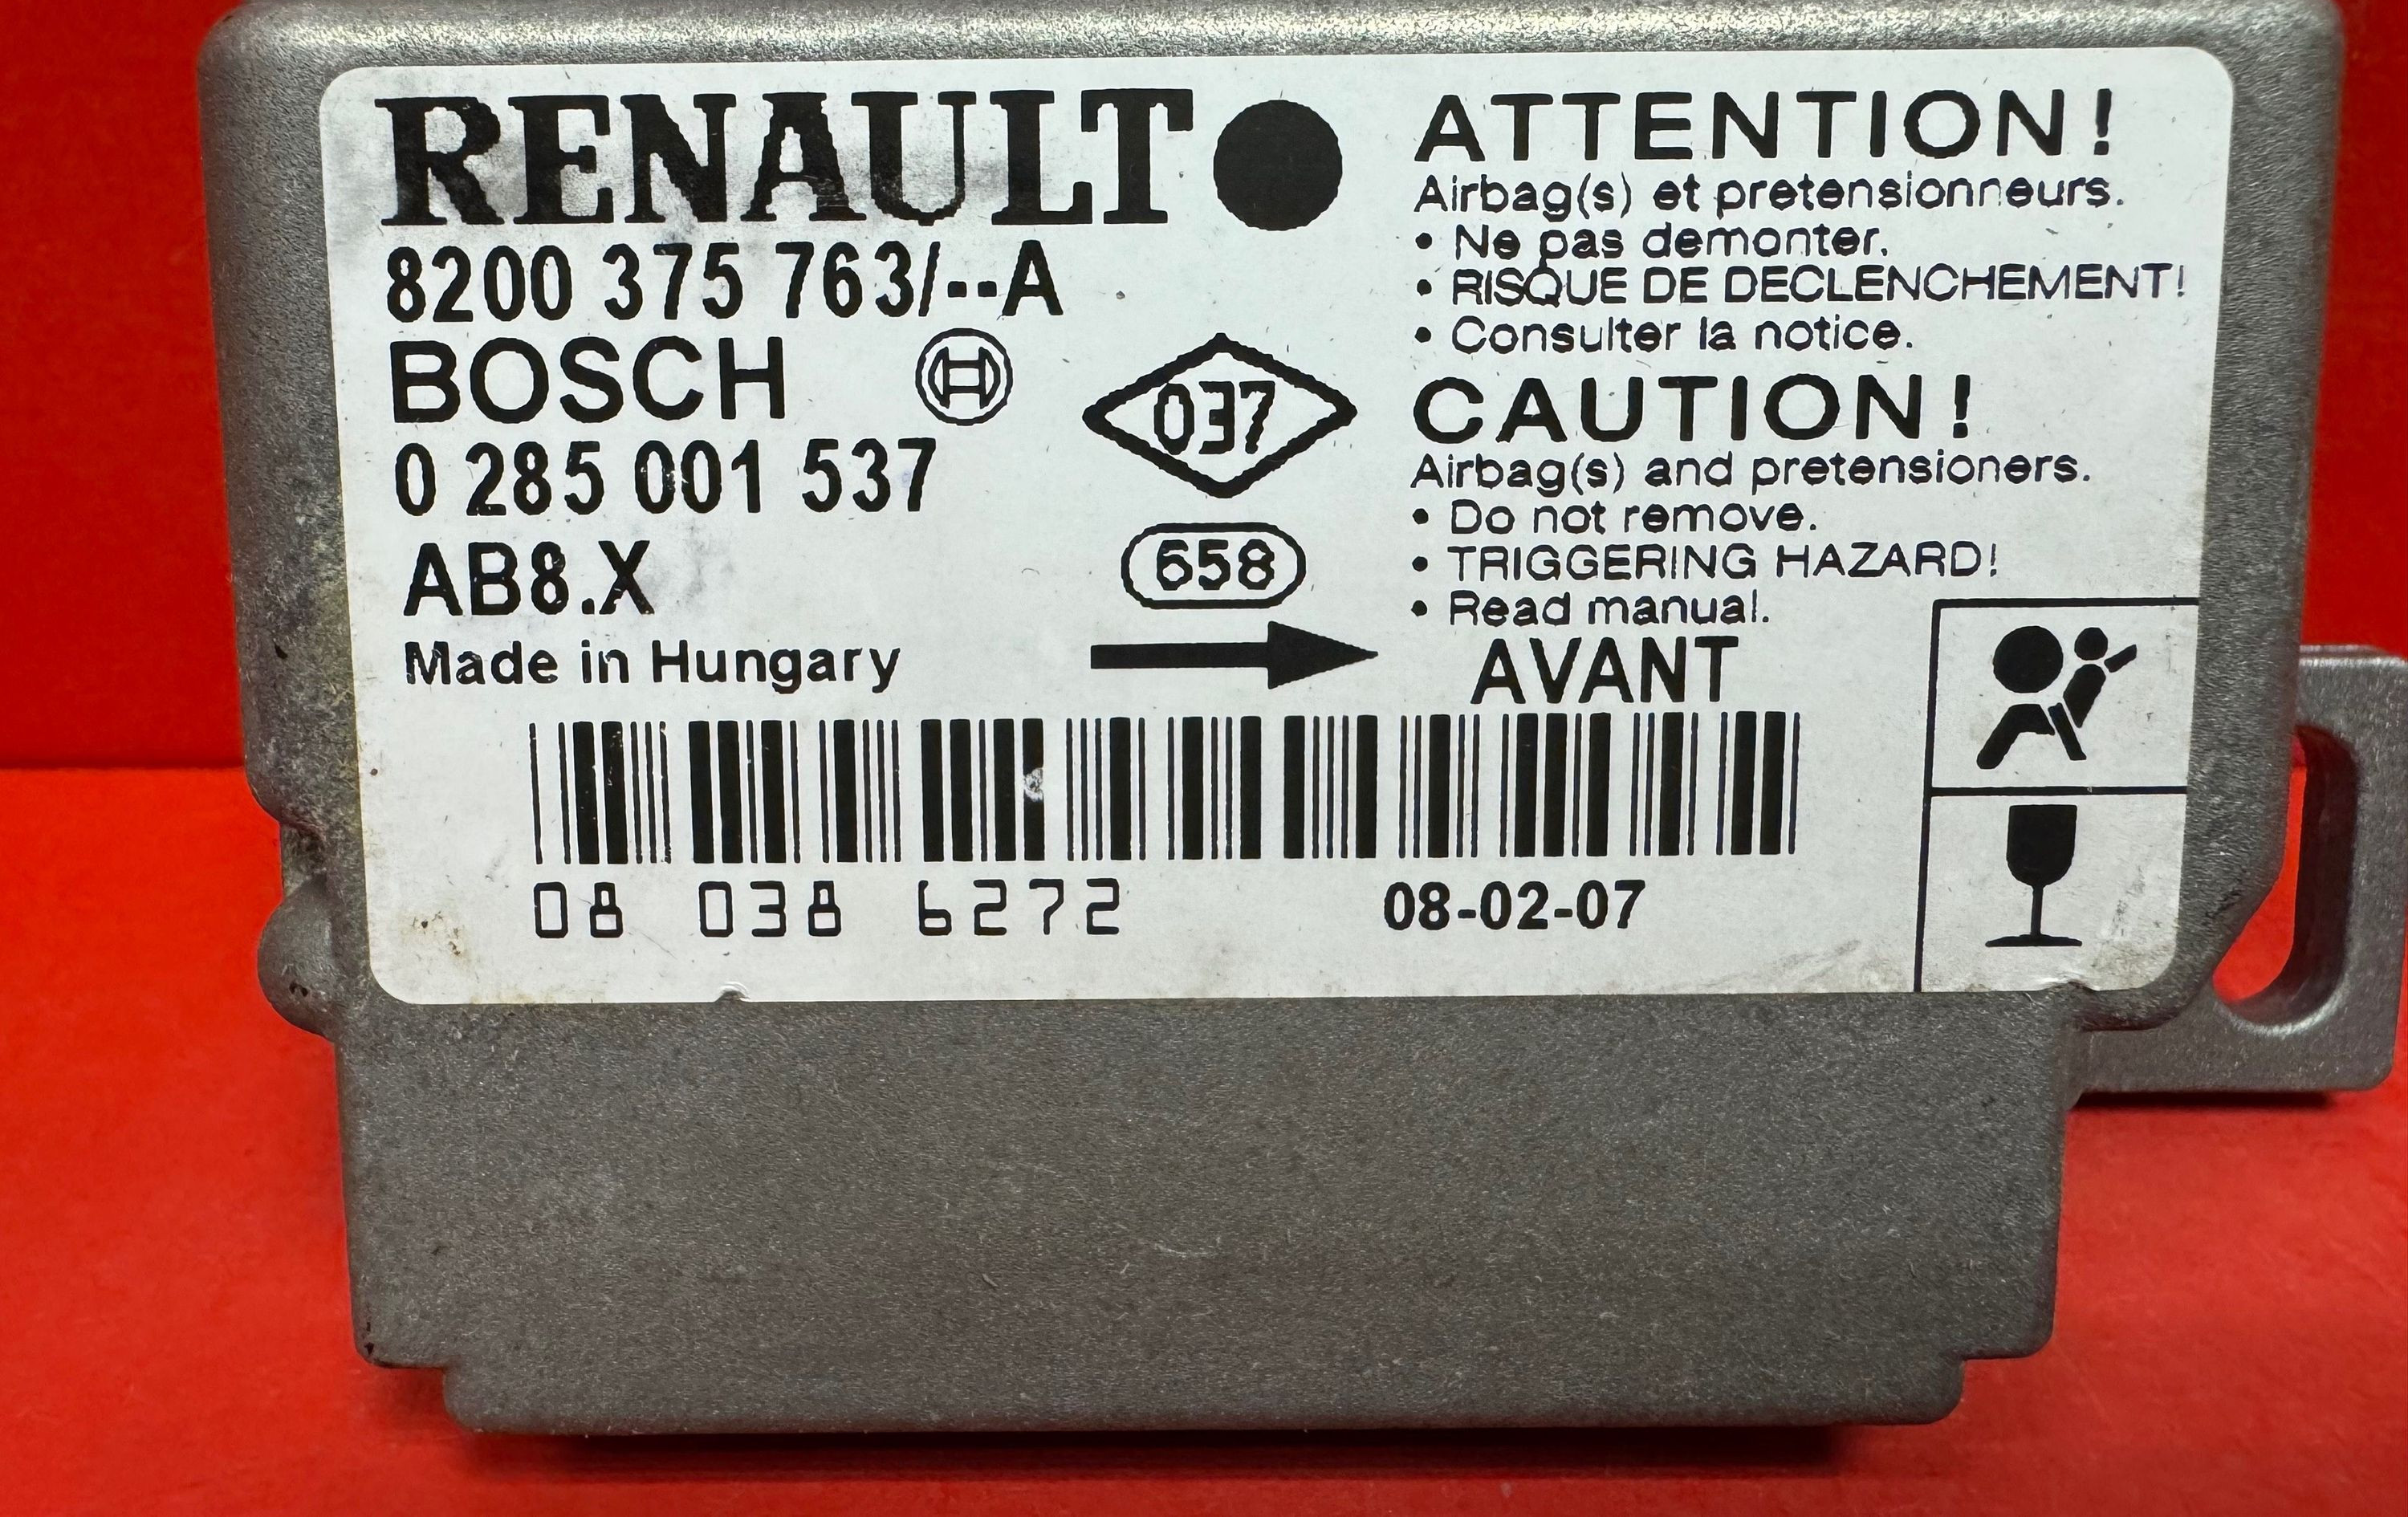 RENAULT
8200 375 763/--A
BOSCH
0 285 001 537
AB8.X
Made in Hungary
037
658
ATTENTION!
Airbag(s) et pretensionneurs.
• Ne pas demonter.
• RISQUE DE DECLENCHEMENT!
• Consulter la notice.
CAUTION!
Airbag(s) and pretensioners.
• Do not remove.
• TRIGGERING HAZARD!
• Read manual.
AVANT
08 038 6272
08-02-07